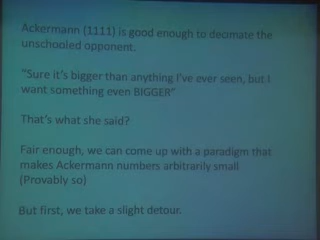 Ackermann (1111) is good enough to decimate the
unschooled opponent.
"Sure it's bigger than anything I've ever seen, but I
want something even BIGGER"
That's what she said?
Fair enough, we can come up with a paradigm that
makes Ackermann numbers arbitrarily small
(Provably so)
But first, we take a slight detour.